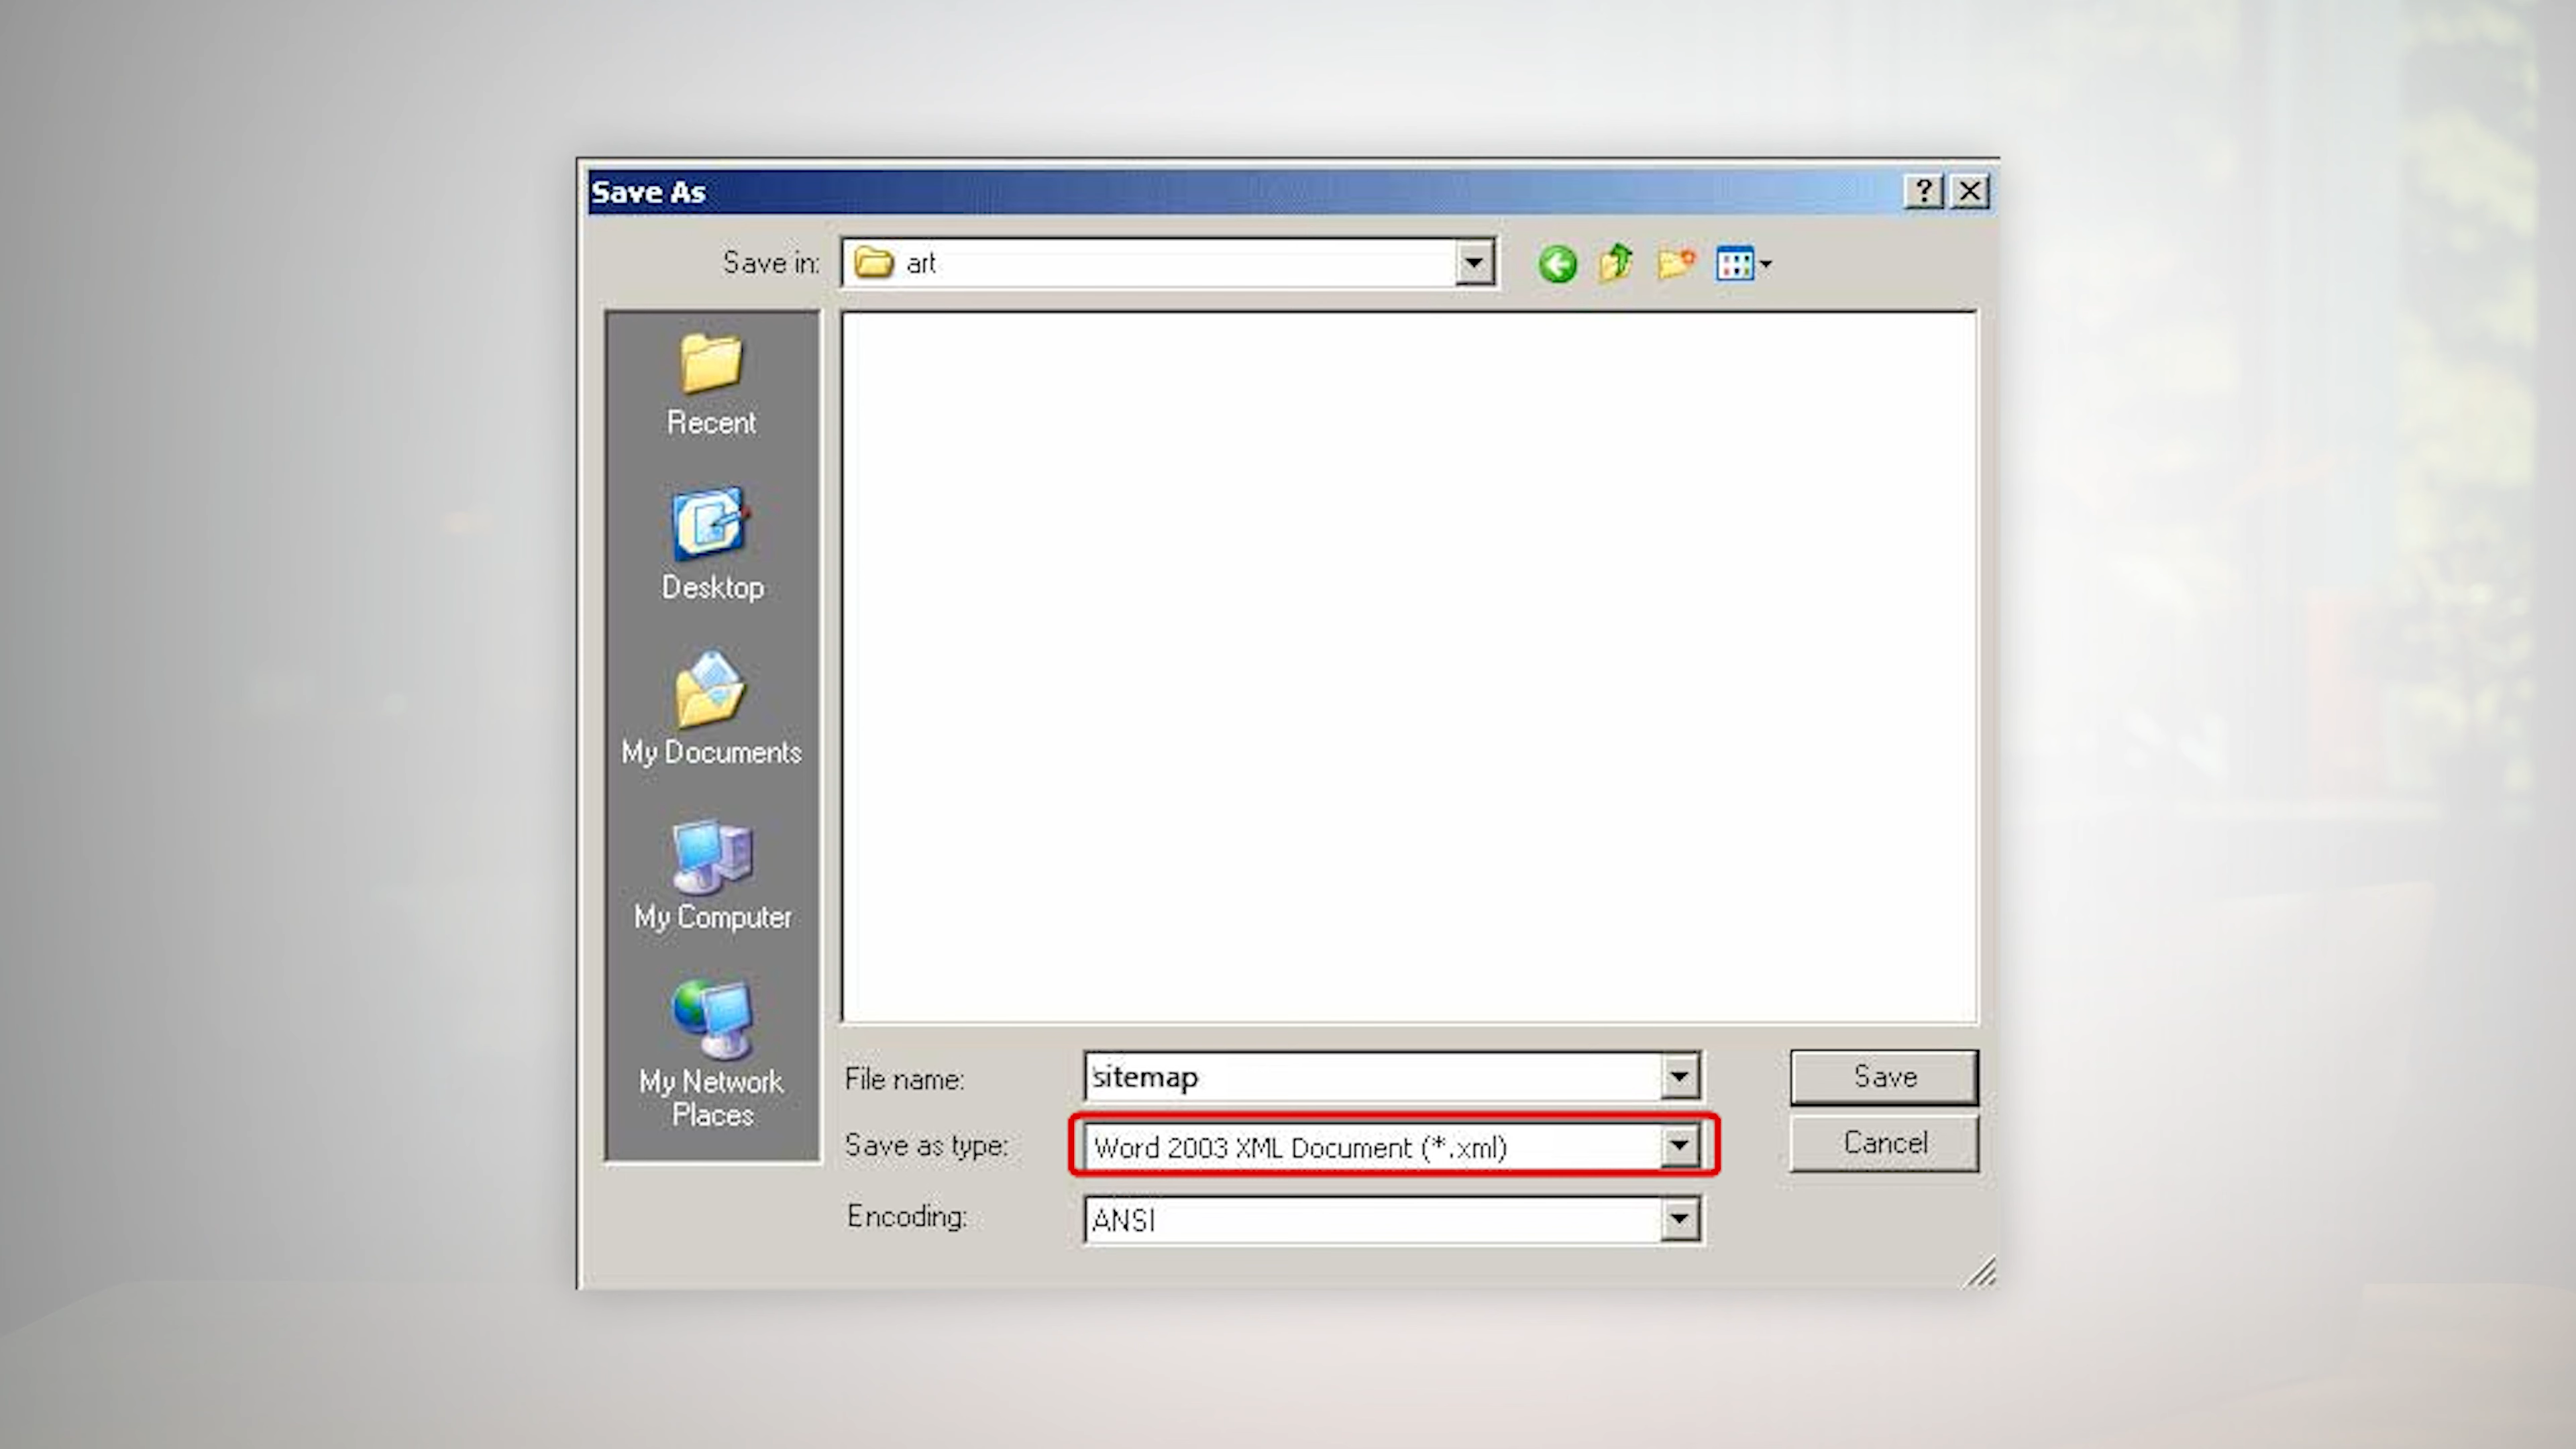 Save As
Save in: art
Recent
Desktop
My Documents
My Computer
My Network
Places
File name: sitemap
Save
Save as type: Word 2003 XML Document (*.xml)
Cancel
Encoding: ANSI